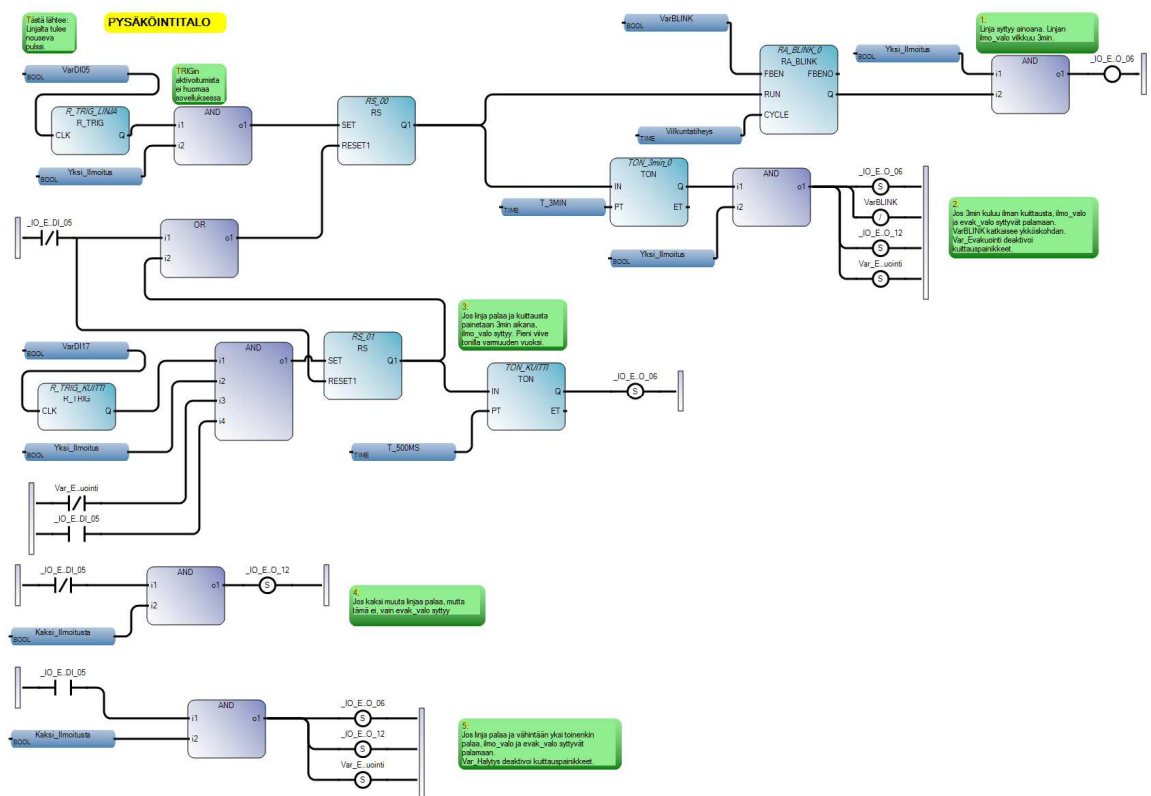 Tästä lähtee:
Linjalta tulee
nouseva
pulssi.
PYSÄKÖINTITALO
VarDI05
BOOL
TRIGin
aktivoitumista
ei huomaa
sovelluksessa
R_TRIG_LINJA
R_TRIG
CLK
Q
AND
i1
o1
i2
Yksi_Ilmoitus
BOOL
RS_00
RS
SET
Q1
RESET1
VarBLINK
BOOL
RA_BLINK_0
RA_BLINK
FBEN
FBENO
RUN
Q
CYCLE
Vilkuntatiheys
TIME
Yksi_Ilmoitus
BOOL
1.
Linja syttyy ainoana. Linjan
ilmo_valo vilkkuu 3min.
AND
i1
o1
i2
_IO_E..O_06
TON_3min_0
TON
IN
Q
PT
ET
T_3MIN
TIME
AND
i1
o1
i2
Yksi_Ilmoitus
BOOL
_IO_E..O_06
S
VarBLINK
/
_IO_E..O_12
S
Var_E..uointi
S
2.
Jos 3min kuluu ilman kuittausta, ilmo_valo
ja evak_valo syttyvät palamaan.
VarBLINK katkaisee ykköskohdan.
Var_Evakuointi deaktivoi
kuittauspainikkeet.
_IO_E..DI_05
OR
i1
o1
i2
3.
Jos linja palaa ja kuittausta
painetaan 3min aikana,
ilmo_valo syttyy. Pieni viive
tonilla varmuuden vuoksi.
VarDI17
BOOL
R_TRIG_KUITTI
R_TRIG
CLK
Q
AND
i1
o1
i2
i3
i4
Yksi_Ilmoitus
BOOL
RS_01
RS
SET
Q1
RESET1
TON_KUITTI
TON
IN
Q
PT
ET
T_500MS
TIME
_IO_E..O_06
S
Var_E..uointi
_IO_E..DI_05
_IO_E..DI_05
AND
i1
o1
i2
_IO_E..O_12
S
Kaksi_Ilmoitusta
BOOL
4.
Jos kaksi muuta linjaa palaa, mutta
tämä ei, vain evak_valo syttyy
_IO_E..DI_05
AND
i1
o1
i2
Kaksi_Ilmoitusta
BOOL
_IO_E..O_06
S
_IO_E..O_12
S
Var_E..uointi
S
5.
Jos linja palaa ja vähintään yksi toinenkin
palaa, ilmo_valo ja evak_valo syttyvät
palamaan.
Var_Halytys deaktivoi kuittauspainikkeet.